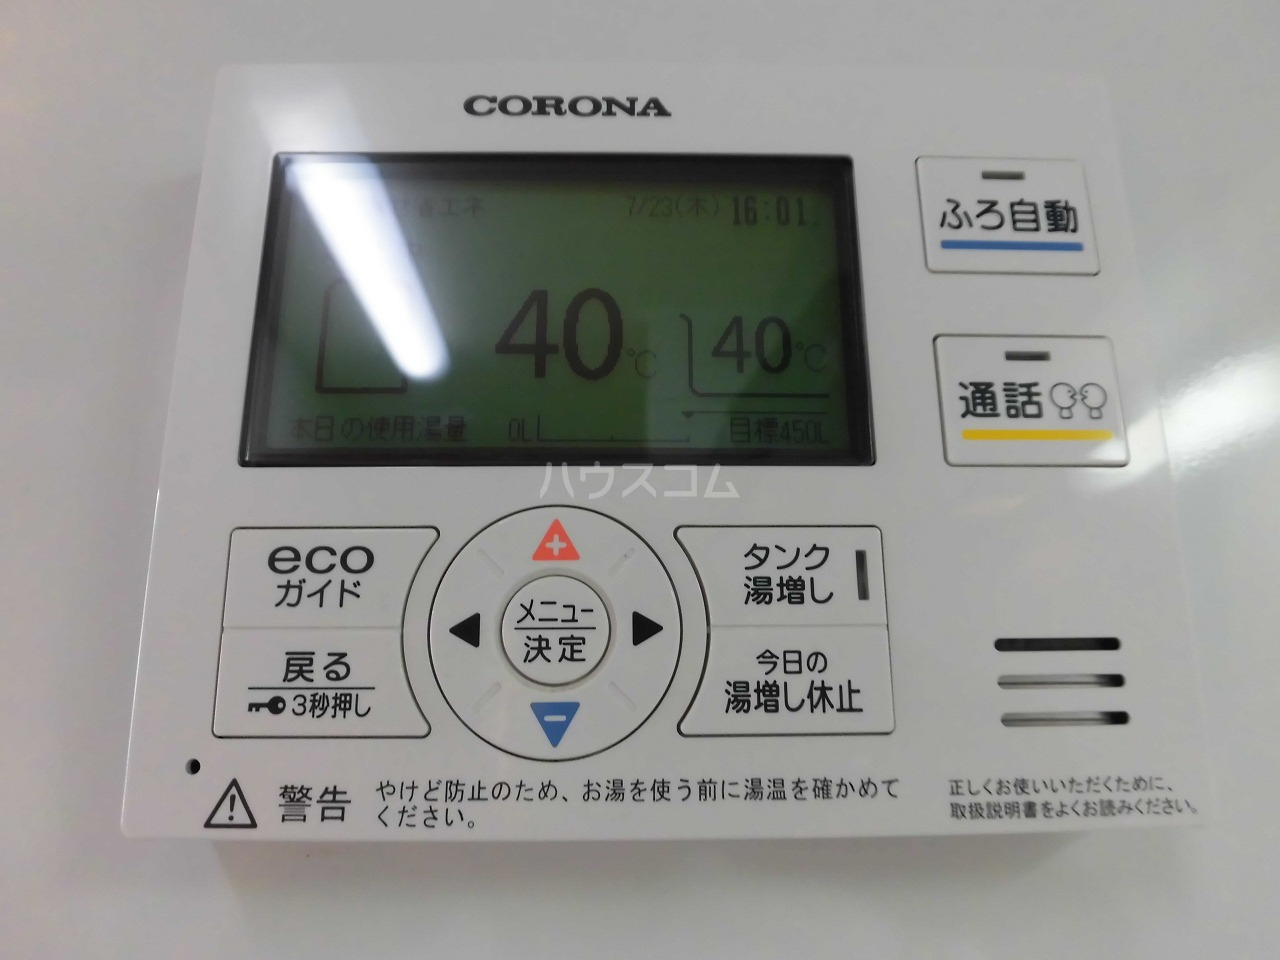 CORONA
省エネ 7/23(木) 16:01
40℃ 40℃
本日の使用湯量 0L 目標450L
ふろ自動
通話
ハウスコム
eco
ガイド
戻る
3秒押し
+
メニュー
決定
-
タンク
湯増し
今日の
湯増し休止
警告
やけど防止のため、お湯を使う前に湯温を確かめて
ください。
正しくお使いいただくために、
取扱説明書をよくお読みください。